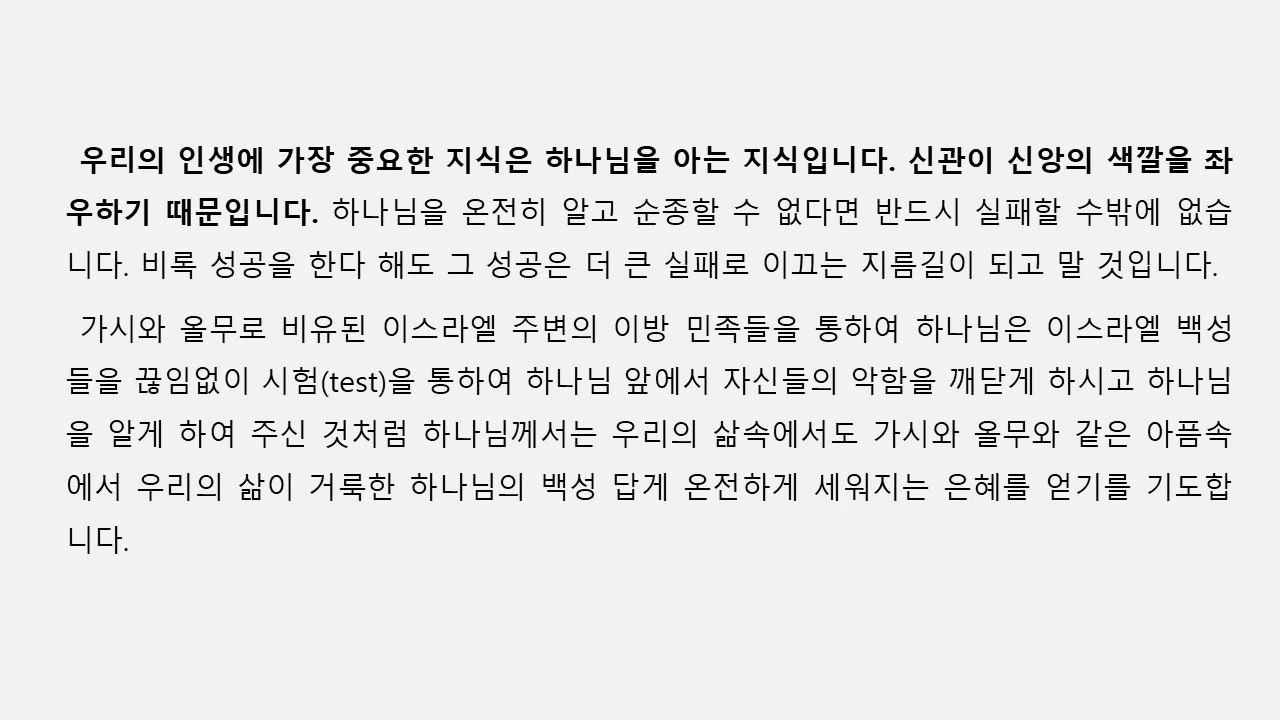 우리의 인생에 가장 중요한 지식은 하나님을 아는 지식입니다. 신관이 신앙의 색깔을 좌
우하기 때문입니다. 하나님을 온전히 알고 순종할 수 없다면 반드시 실패할 수밖에 없습
니다. 비록 성공을 한다 해도 그 성공은 더 큰 실패로 이끄는 지름길이 되고 말 것입니다.
가시와 올무로 비유된 이스라엘 주변의 이방 민족들을 통하여 하나님은 이스라엘 백성
들을 끊임없이 시험(test)을 통하여 하나님 앞에서 자신들의 악함을 깨닫게 하시고 하나님
을 알게 하여 주신 것처럼 하나님께서는 우리의 삶속에서도 가시와 올무와 같은 아픔속
에서 우리의 삶이 거룩한 하나님의 백성 답게 온전하게 세워지는 은혜를 얻기를 기도합
니다.